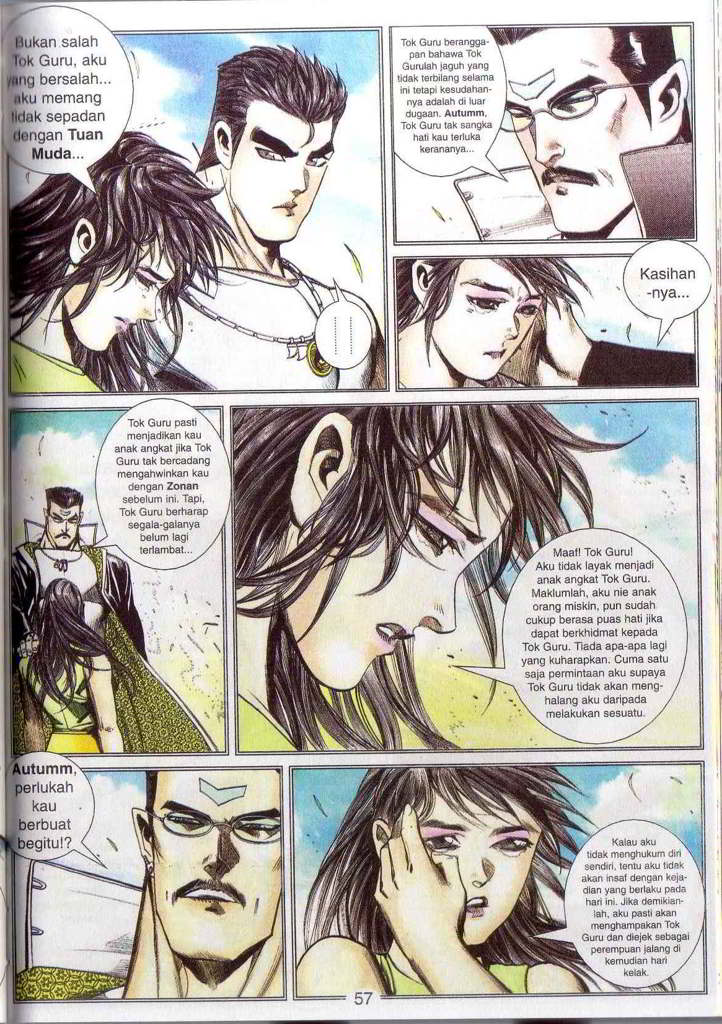 Bukan salah
Tok Guru, aku
yang bersalah...
aku memang
tidak sepadan
dengan Tuan
Muda...
Tok Guru berangga-
pan bahawa Tok
Gurulah jaguh yang
tidak terbilang selama
ini tetapi kesudahan-
nya adalah di luar
dugaan. Autumm,
Tok Guru tak sangka
hati kau terluka
kerananya...
Kasihan
-nya...
Tok Guru pasti
menjadikan kau
anak angkat jika Tok
Guru tak bercadang
mengahwinkan kau
dengan Zonan
sebelum ini. Tapi,
Tok Guru berharap
segala-galanya
belum lagi
terlambat...
Maaf! Tok Guru!
Aku tidak layak menjadi
anak angkat Tok Guru.
Maklumlah, aku nie anak
orang miskin, pun sudah
cukup berasa puas hati jika
dapat berkhidmat kepada
Tok Guru. Tiada apa-apa lagi
yang kuharapkan. Cuma satu
saja permintaan aku supaya
Tok Guru tidak akan meng-
halang aku daripada
melakukan sesuatu.
Autumm,
perlukah
kau
berbuat
begitu!?
Kalau aku
tidak menghukum diri
sendiri, tentu aku tidak
akan insaf dengan keja-
dian yang berlaku pada
hari ini. Jika demikian-
lah, aku pasti akan
menghampakan Tok
Guru dan diejek sebagai
perempuan jalang di
kemudian hari
kelak.
57